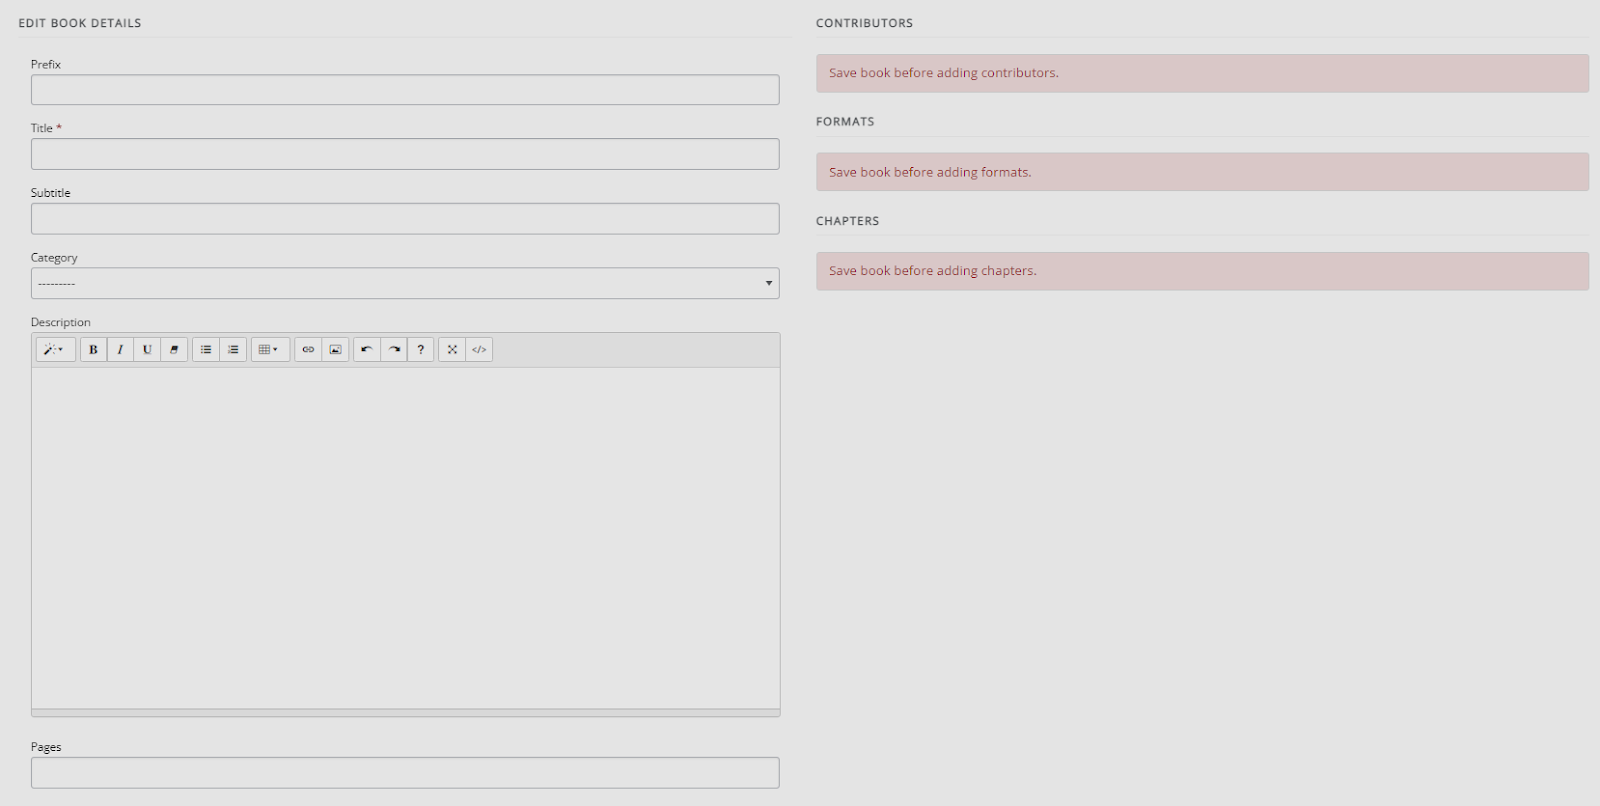 EDIT BOOK DETAILS
Prefix
Title *
Subtitle
Category
---------
Description
B I U
?
</>
Pages
CONTRIBUTORS
Save book before adding contributors.
FORMATS
Save book before adding formats.
CHAPTERS
Save book before adding chapters.